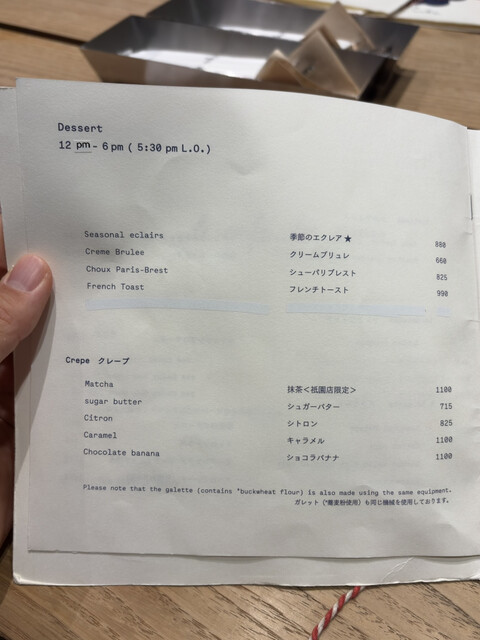 Dessert
12 pm - 6 pm ( 5:30 pm L.O.)
Seasonal eclairs 季節のエクレア ★ 880
Creme Brulee クリームブリュレ 660
Choux Paris-Brest シューパリブレスト 825
French Toast フレンチトースト 990
Crepe クレープ
Matcha 抹茶＜祇園店限定＞ 1100
sugar butter シュガーバター 715
Citron シトロン 825
Caramel キャラメル 1100
Chocolate banana ショコラバナナ 1100
Please note that the galette (contains *buckwheat flour) is also made using the same equipment.
ガレット（*蕎麦粉使用）も同じ機械を使用しております。